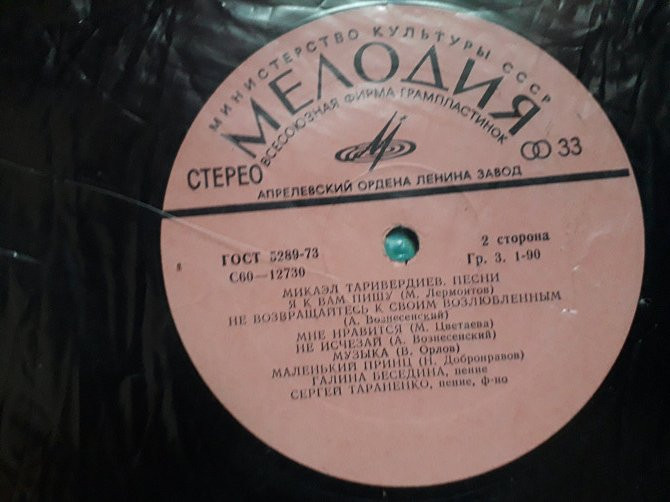 МИНИСТЕРСТВО КУЛЬТУРЫ СССР
МЕЛОДИЯ
ВСЕСОЮЗНАЯ ФИРМА ГРАМПЛАСТИНОК
СТЕРЕО
33
АПРЕЛЕВСКИЙ ОРДЕНА ЛЕНИНА ЗАВОД
ГОСТ 5289-73
2 сторона
С60—12730
Гр. 3. 1-90
МИКАЭЛ ТАРИВЕРДИЕВ. ПЕСНИ
Я К ВАМ ПИШУ (М. Лермонтов)
НЕ ВОЗВРАЩАЙТЕСЬ К СВОИМ ВОЗЛЮБЛЕННЫМ
(А. Вознесенский)
МНЕ НРАВИТСЯ (М. Цветаева)
НЕ ИСЧЕЗАЙ (А. Вознесенский)
МУЗЫКА (В. Орлов)
МАЛЕНЬКИЙ ПРИНЦ (Н. Добронравов)
ГАЛИНА БЕСЕДИНА, пение
СЕРГЕЙ ТАРАНЕНКО, пение, ф-но